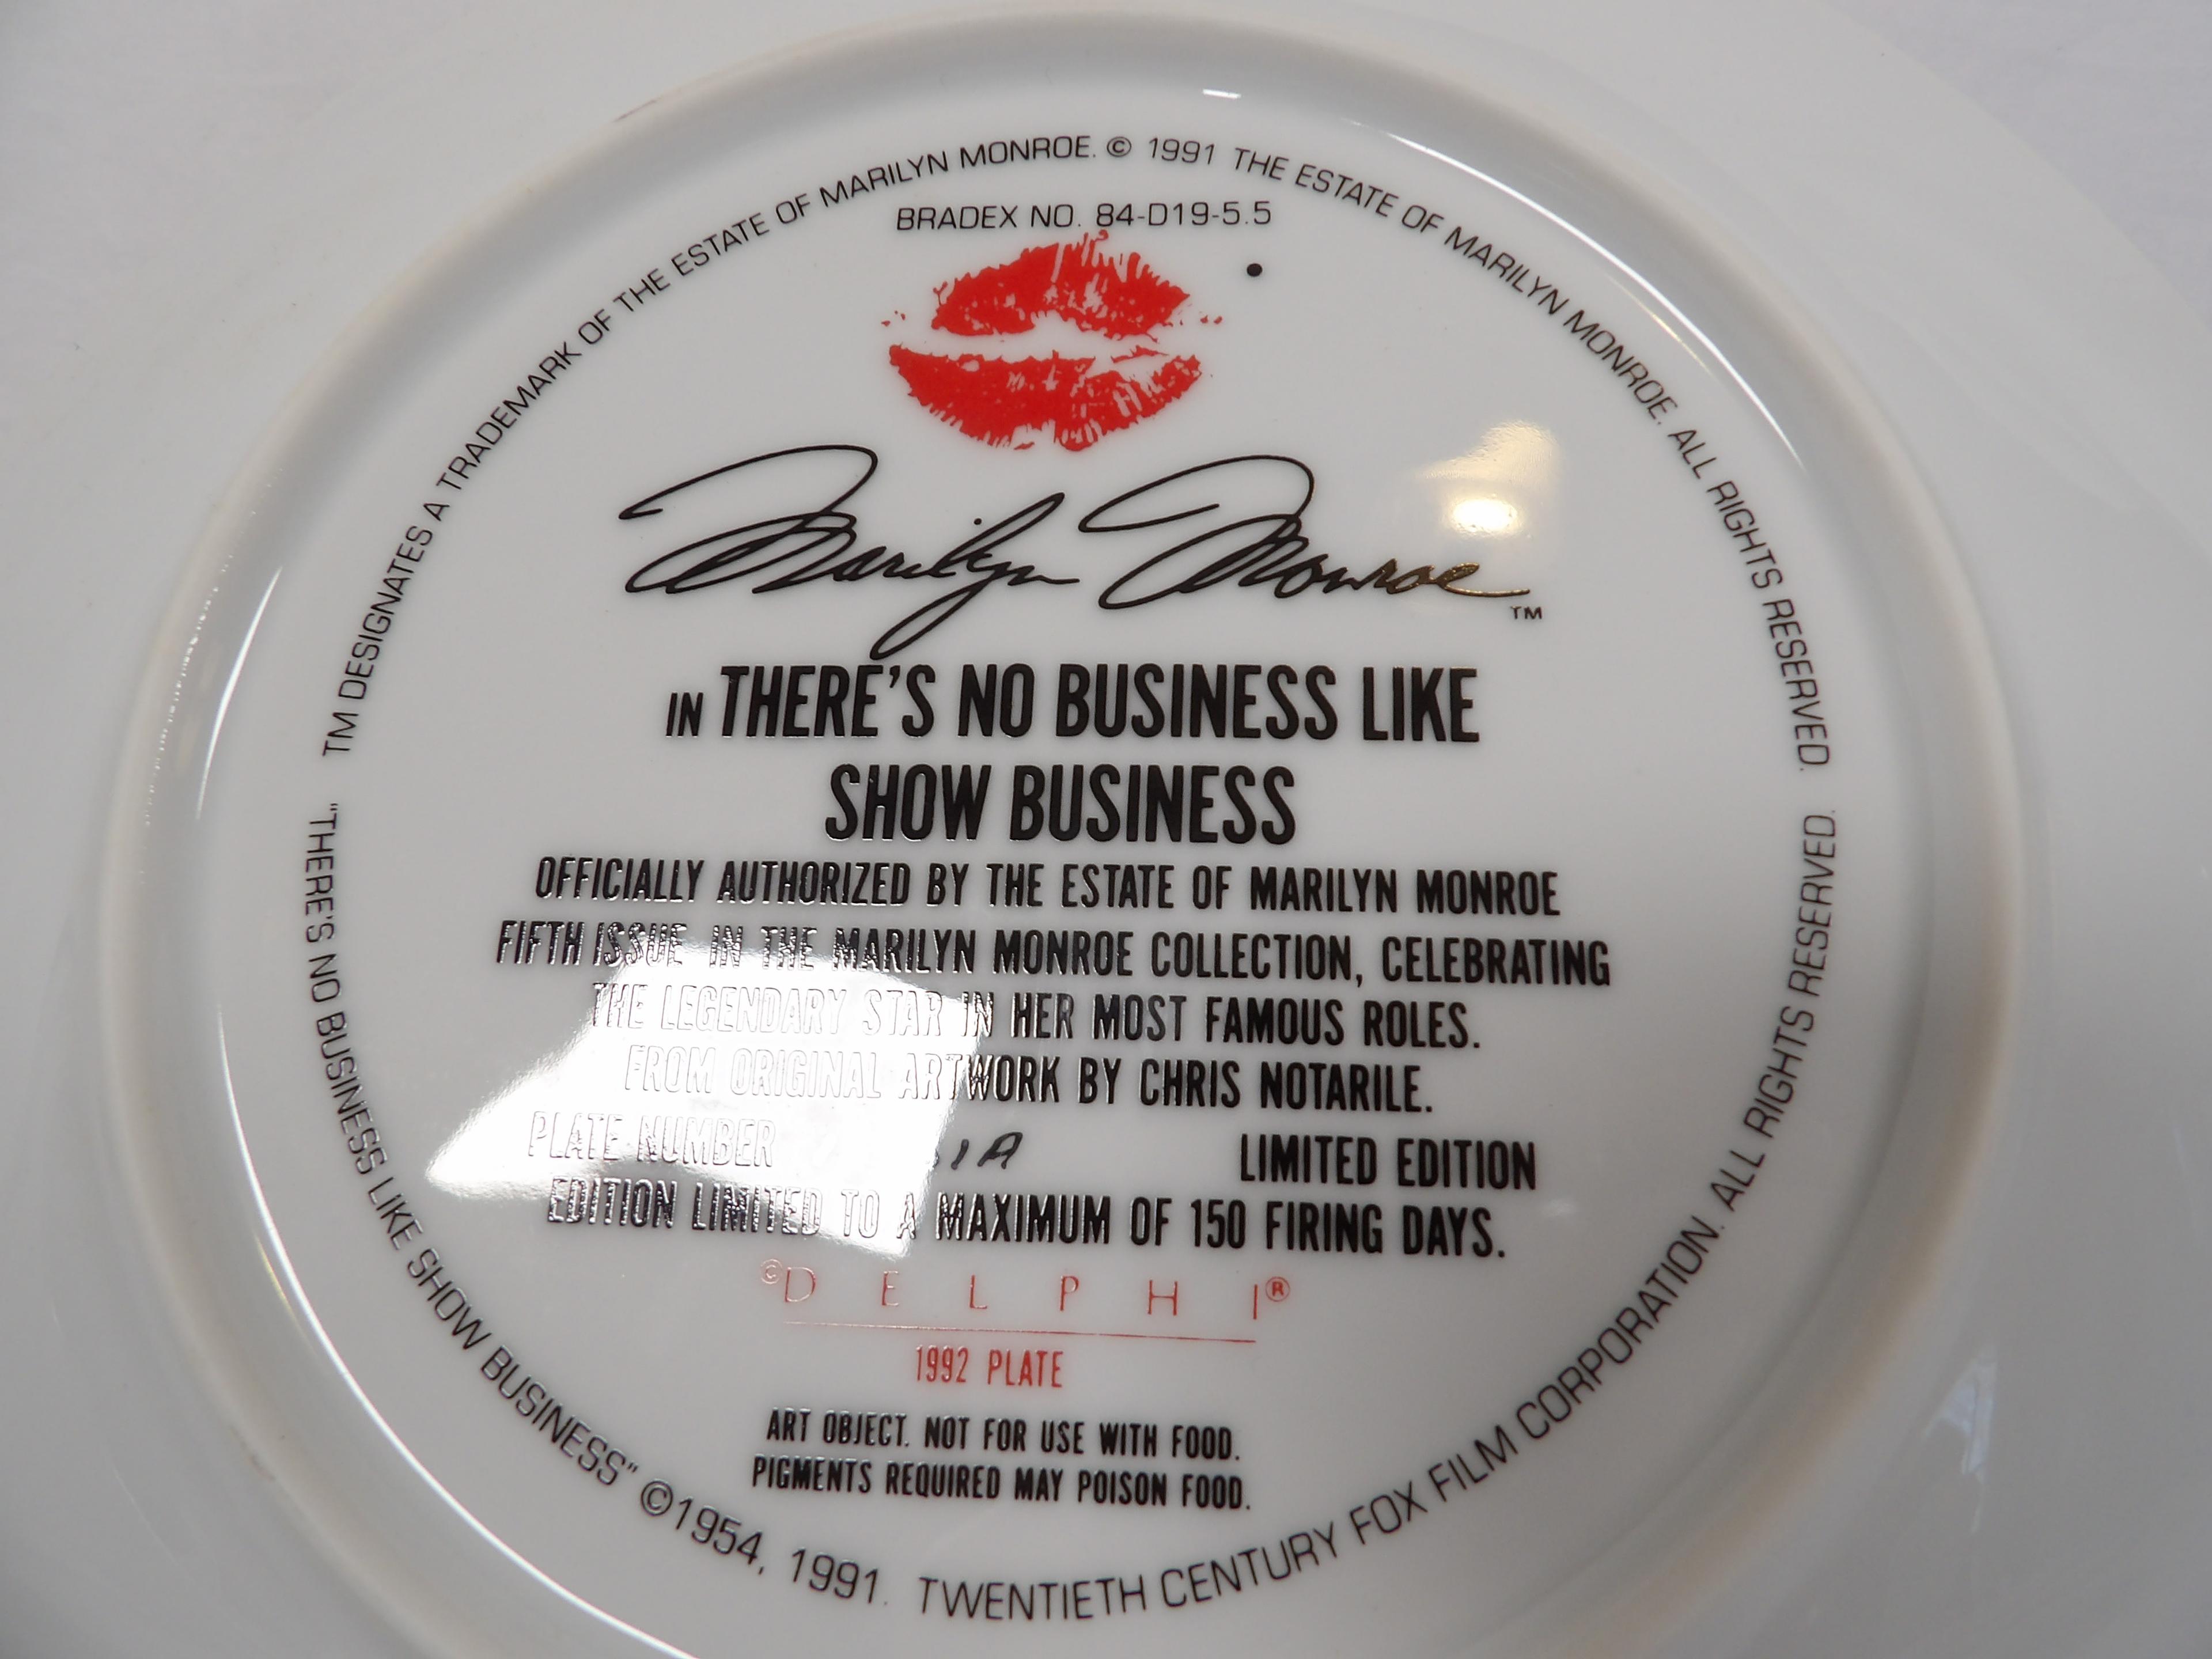 TM DESIGNATES A TRADEMARK OF THE ESTATE OF MARILYN MONROE. © 1991 THE ESTATE OF MARILYN MONROE. ALL RIGHTS RESERVED.
BRADEX NO. 84-D19-5.5
Marilyn Monroe ™
IN THERE'S NO BUSINESS LIKE
SHOW BUSINESS
OFFICIALLY AUTHORIZED BY THE ESTATE OF MARILYN MONROE
FIFTH ISSUE IN THE MARILYN MONROE COLLECTION, CELEBRATING
THE LEGENDARY STAR IN HER MOST FAMOUS ROLES.
FROM ORIGINAL ARTWORK BY CHRIS NOTARILE.
PLATE NUMBER LIMITED EDITION
EDITION LIMITED TO A MAXIMUM OF 150 FIRING DAYS.
©DELPHI®
1992 PLATE
ART OBJECT. NOT FOR USE WITH FOOD.
PIGMENTS REQUIRED MAY POISON FOOD.
"THERE'S NO BUSINESS LIKE SHOW BUSINESS" ©1954, 1991. TWENTIETH CENTURY FOX FILM CORPORATION. ALL RIGHTS RESERVED.